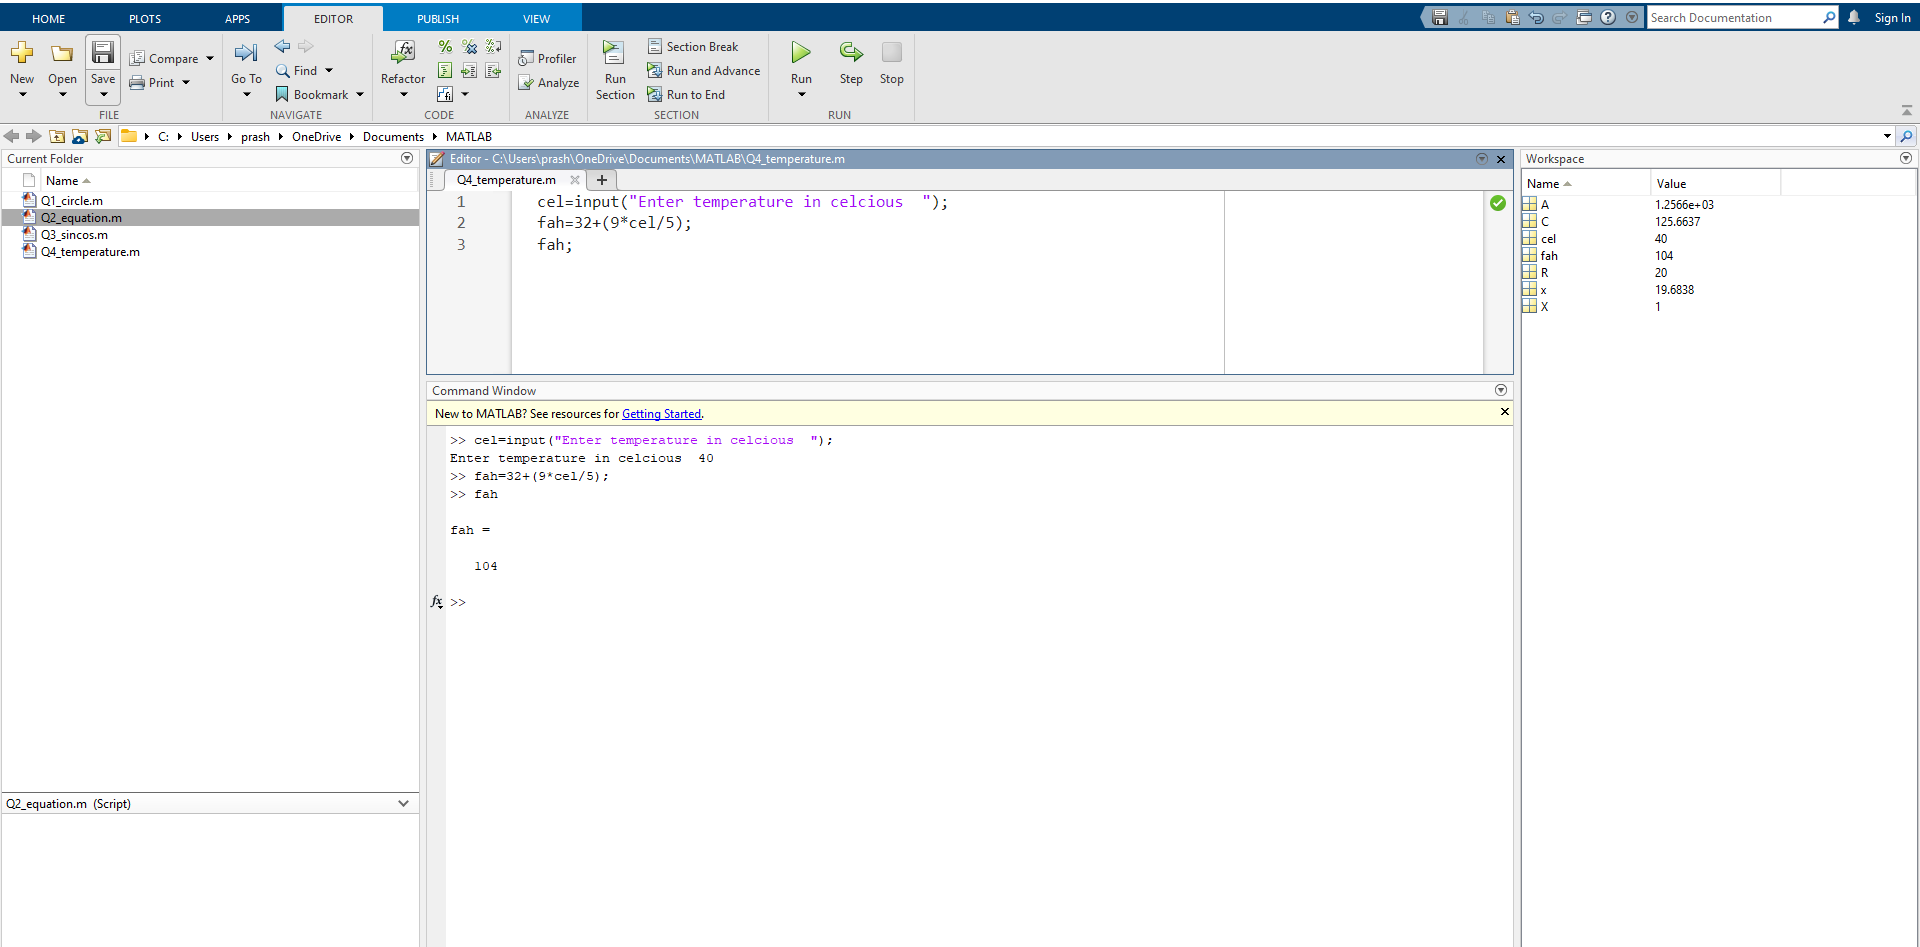 HOME PLOTS APPS EDITOR PUBLISH VIEW Search Documentation Sign In
New Open Save Compare Print FILE
Go To Find Bookmark NAVIGATE
Refactor CODE
Profiler Analyze ANALYZE
Run Section Section Break Run and Advance Run to End SECTION
Run Step Stop RUN
C: Users prash OneDrive Documents MATLAB
Current Folder
Name
Q1_circle.m
Q2_equation.m
Q3_sincos.m
Q4_temperature.m
Q2_equation.m (Script)
Editor - C:\Users\prash\OneDrive\Documents\MATLAB\Q4_temperature.m
Q4_temperature.m
1 cel=input("Enter temperature in celcious  ");
2 fah=32+(9*cel/5);
3 fah;
Command Window
New to MATLAB? See resources for Getting Started.
>> cel=input("Enter temperature in celcious  ");
Enter temperature in celcious  40
>> fah=32+(9*cel/5);
>> fah
fah =
104
fx >>
Workspace
Name Value
A 1.2566e+03
C 125.6637
cel 40
fah 104
R 20
x 19.6838
X 1